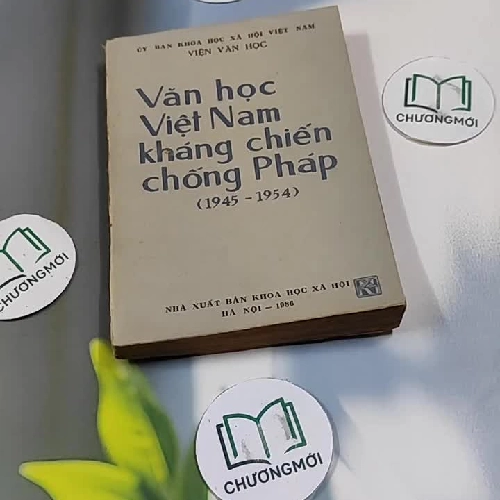 ỦY BAN KHOA HỌC XÃ HỘI VIỆT NAM
VIỆN VĂN HỌC
Văn học
Việt Nam
kháng chiến
chống Pháp
(1945 - 1954)
NHÀ XUẤT BẢN KHOA HỌC XÃ HỘI
HÀ NỘI - 1986
CHƯƠNGMỚI
CHƯƠNGMỚI
CHƯƠNGMỚI